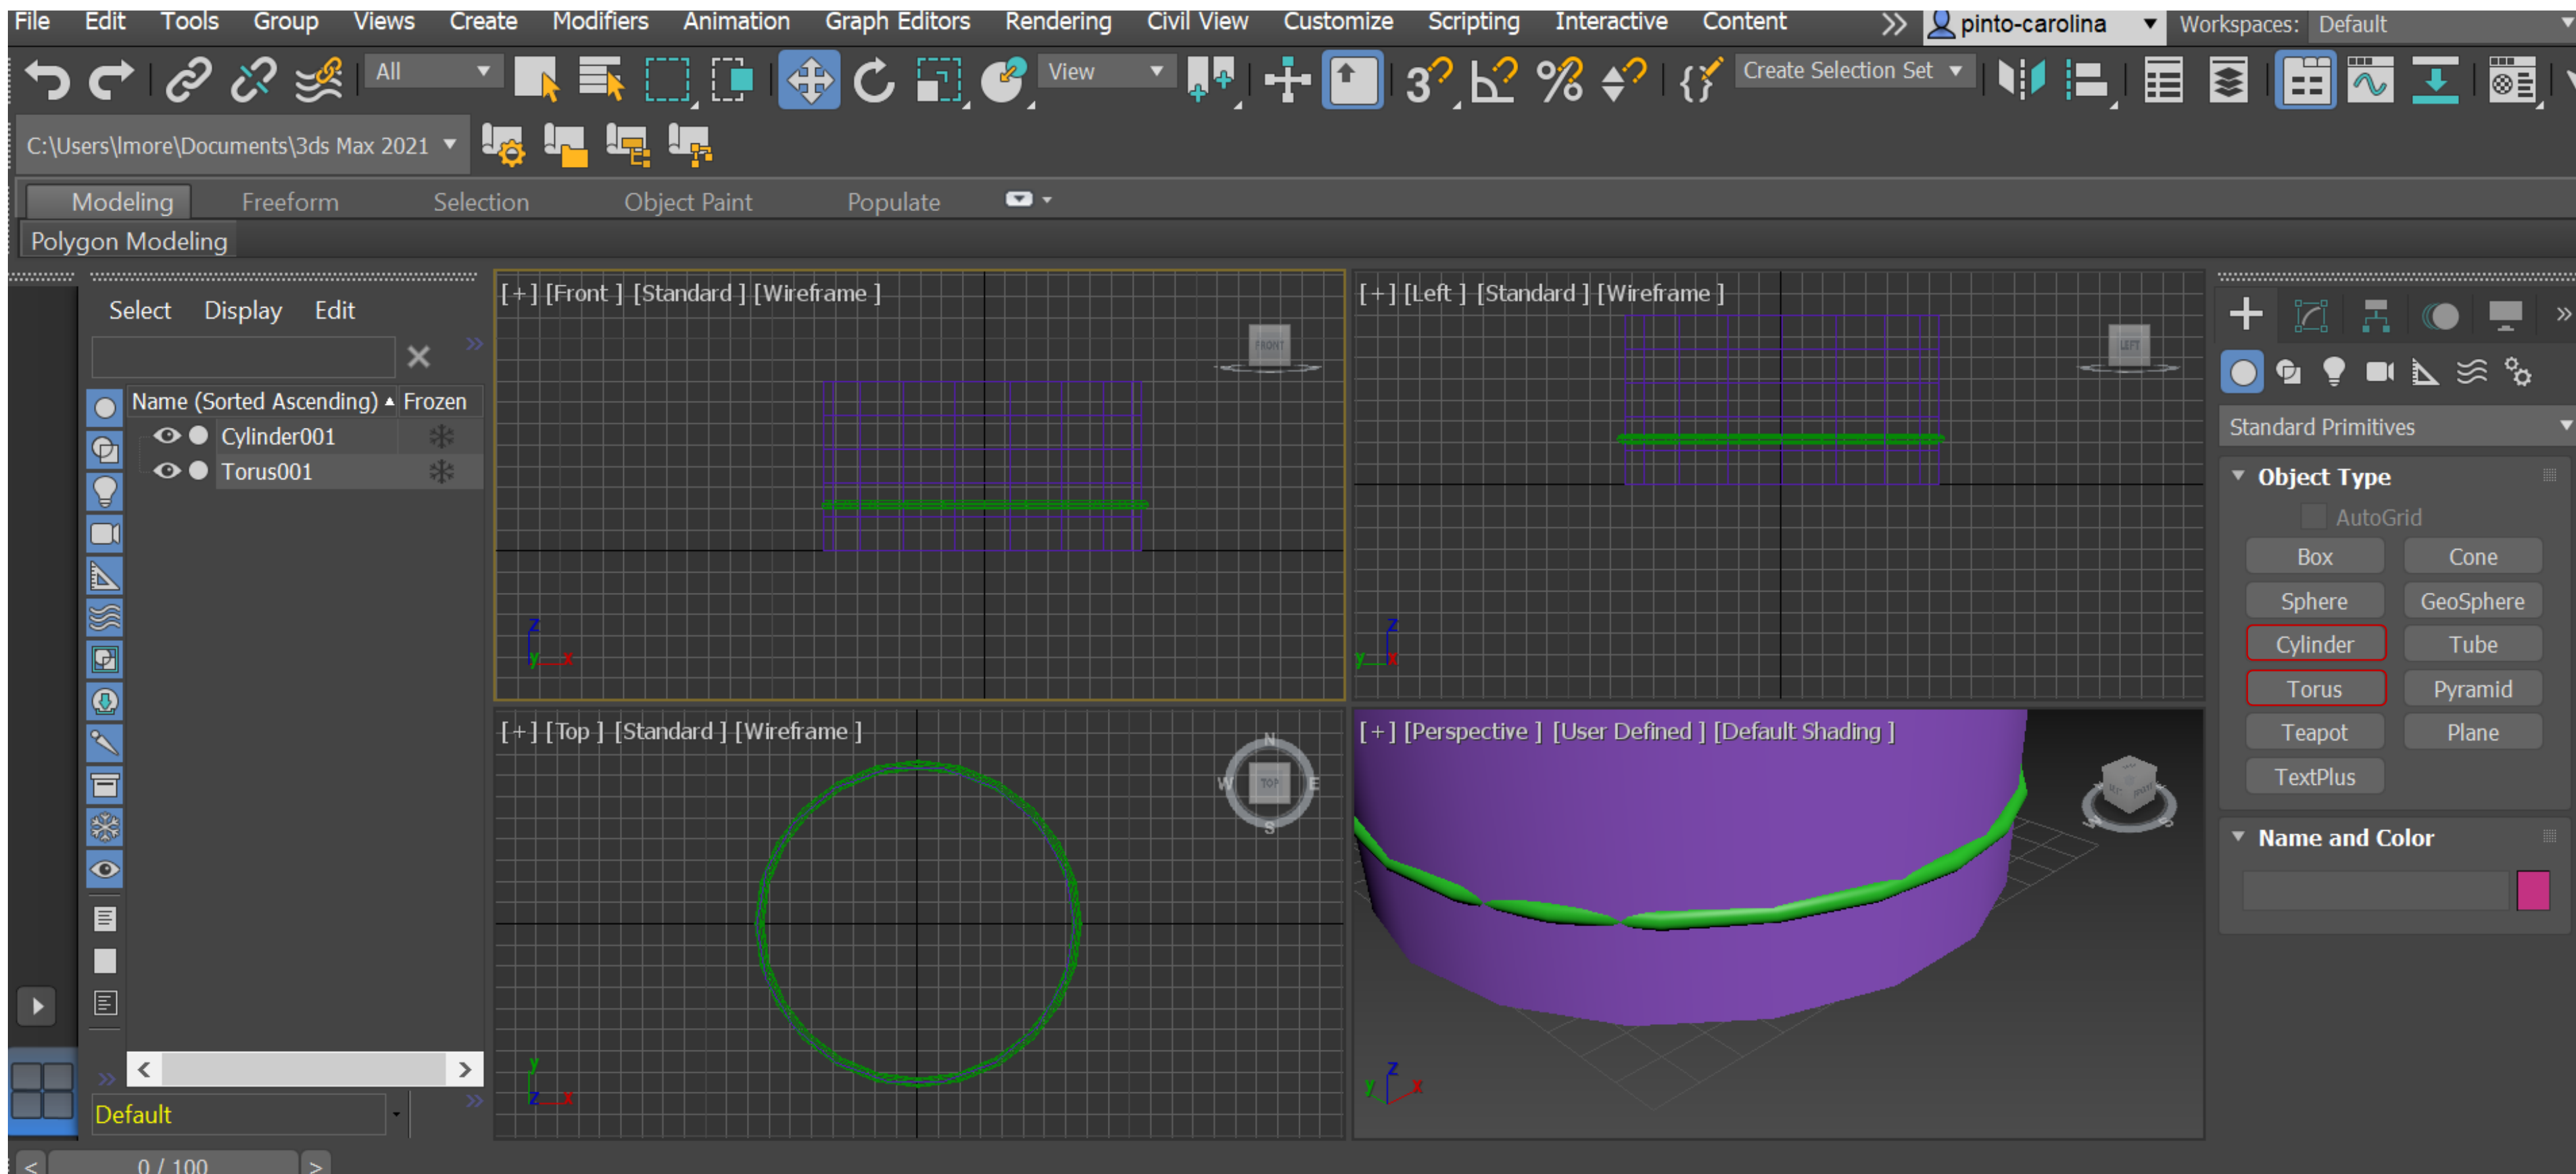 File Edit Tools Group Views Create Modifiers Animation Graph Editors Rendering Civil View Customize Scripting Interactive Content pinto-carolina Workspaces: Default
All View Create Selection Set
C:\Users\lmore\Documents\3ds Max 2021
Modeling Freeform Selection Object Paint Populate
Polygon Modeling
Select Display Edit
Name (Sorted Ascending) Frozen
Cylinder001
Torus001
Default
0 / 100
[+] [Front ] [Standard ] [Wireframe ]
FRONT
z
y x
[+] [Left ] [Standard ] [Wireframe ]
LEFT
z
y x
[+] [Top ] [Standard ] [Wireframe ]
N
W TOP E
S
y
z x
[+] [Perspective ] [User Defined ] [Default Shading ]
z
y x
Standard Primitives
Object Type
AutoGrid
Box Cone
Sphere GeoSphere
Cylinder Tube
Torus Pyramid
Teapot Plane
TextPlus
Name and Color